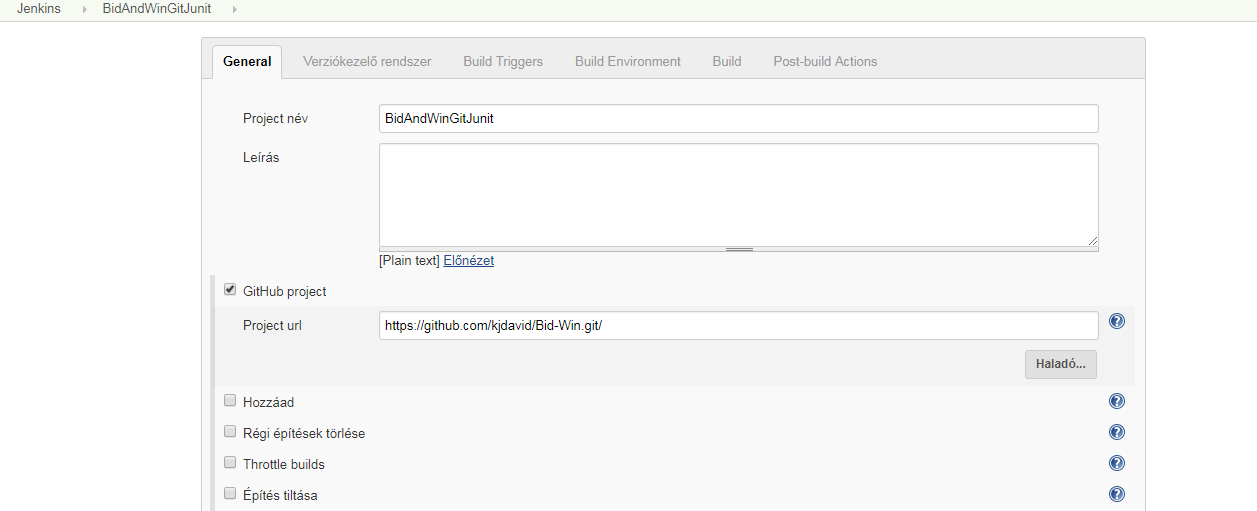 Jenkins BidAndWinGitJunit
General Verziókezelő rendszer Build Triggers Build Environment Build Post-build Actions
Project név BidAndWinGitJunit
Leírás
[Plain text] Előnézet
GitHub project
Project url https://github.com/kjdavid/Bid-Win.git/
Haladó...
Hozzáad
Régi építések törlése
Throttle builds
Építés tiltása